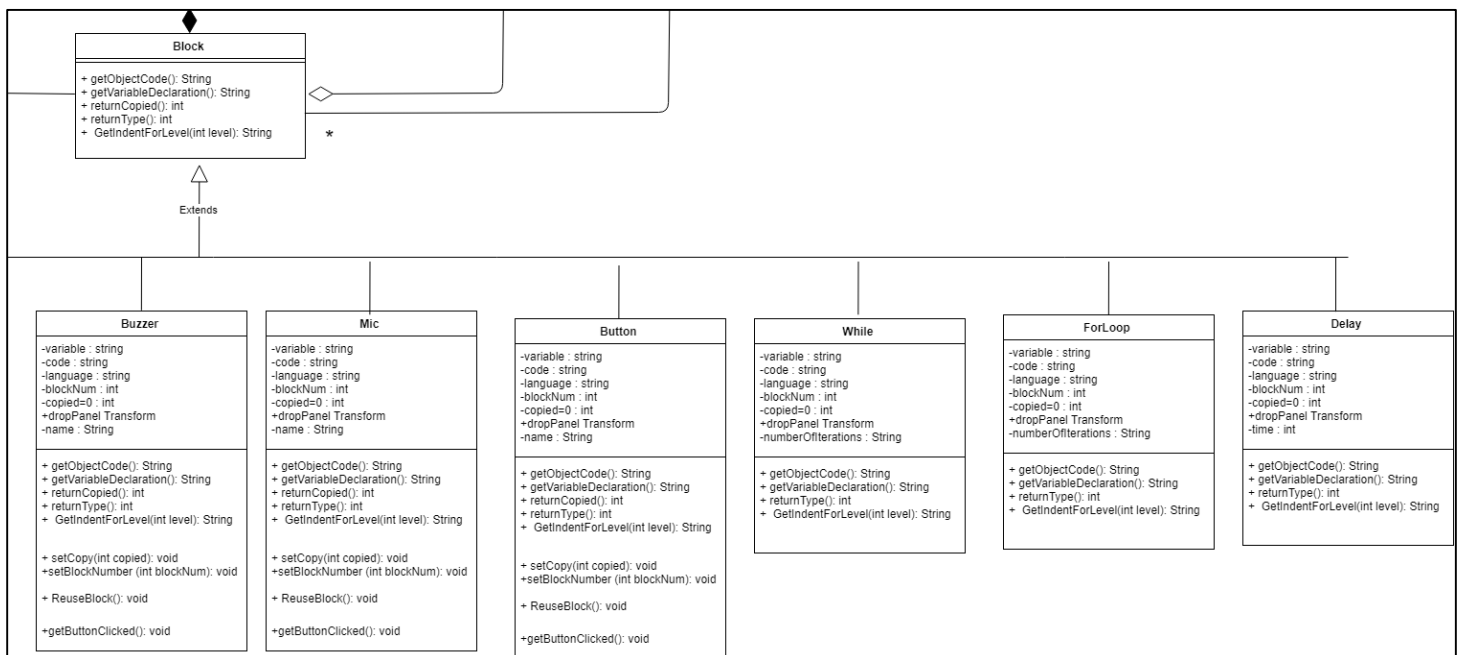 Block
+ getObjectCode(): String
+ getVariableDeclaration(): String
+ returnCopied(): int
+ returnType(): int
+  GetIndentForLevel(int level): String
*
Extends
Buzzer
-variable : string
-code : string
-language : string
-blockNum : int
-copied=0 : int
+dropPanel Transform
-name : String
+ getObjectCode(): String
+ getVariableDeclaration(): String
+ returnCopied(): int
+ returnType(): int
+  GetIndentForLevel(int level): String
+ setCopy(int copied): void
+setBlockNumber (int blockNum): void
+ ReuseBlock(): void
+getButtonClicked(): void
Mic
-variable : string
-code : string
-language : string
-blockNum : int
-copied=0 : int
+dropPanel Transform
-name : String
+ getObjectCode(): String
+ getVariableDeclaration(): String
+ returnCopied(): int
+ returnType(): int
+  GetIndentForLevel(int level): String
+ setCopy(int copied): void
+setBlockNumber (int blockNum): void
+ ReuseBlock(): void
+getButtonClicked(): void
Button
-variable : string
-code : string
-language : string
-blockNum : int
-copied=0 : int
+dropPanel Transform
-name : String
+ getObjectCode(): String
+ getVariableDeclaration(): String
+ returnCopied(): int
+ returnType(): int
+  GetIndentForLevel(int level): String
+ setCopy(int copied): void
+setBlockNumber (int blockNum): void
+ ReuseBlock(): void
+getButtonClicked(): void
While
-variable : string
-code : string
-language : string
-blockNum : int
-copied=0 : int
+dropPanel Transform
-numberOfIterations : String
+ getObjectCode(): String
+ getVariableDeclaration(): String
+ returnType(): int
+  GetIndentForLevel(int level): String
ForLoop
-variable : string
-code : string
-language : string
-blockNum : int
-copied=0 : int
+dropPanel Transform
-numberOfIterations : String
+ getObjectCode(): String
+ getVariableDeclaration(): String
+ returnType(): int
+  GetIndentForLevel(int level): String
Delay
-variable : string
-code : string
-language : string
-blockNum : int
-copied=0 : int
+dropPanel Transform
-time : int
+ getObjectCode(): String
+ getVariableDeclaration(): String
+ returnType(): int
+  GetIndentForLevel(int level): String